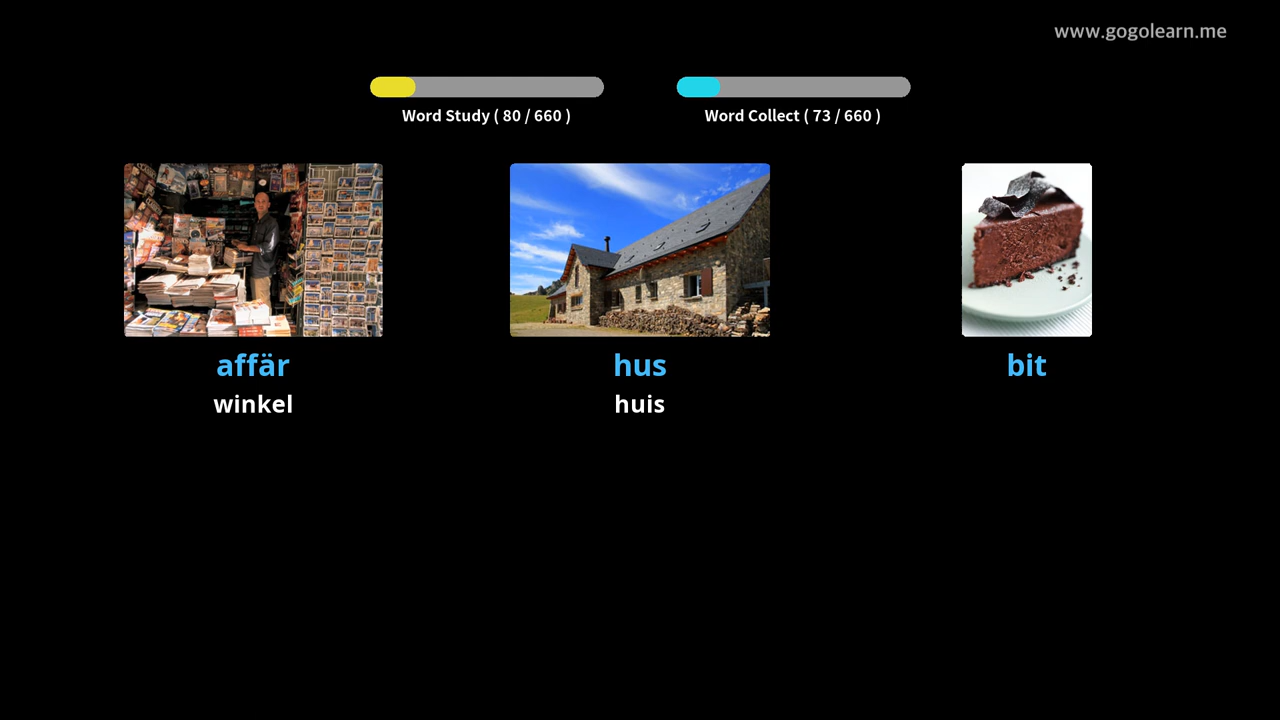 www.gogolearn.me
Word Study ( 80 / 660 )
Word Collect ( 73 / 660 )
affär
hus
bit
winkel
huis